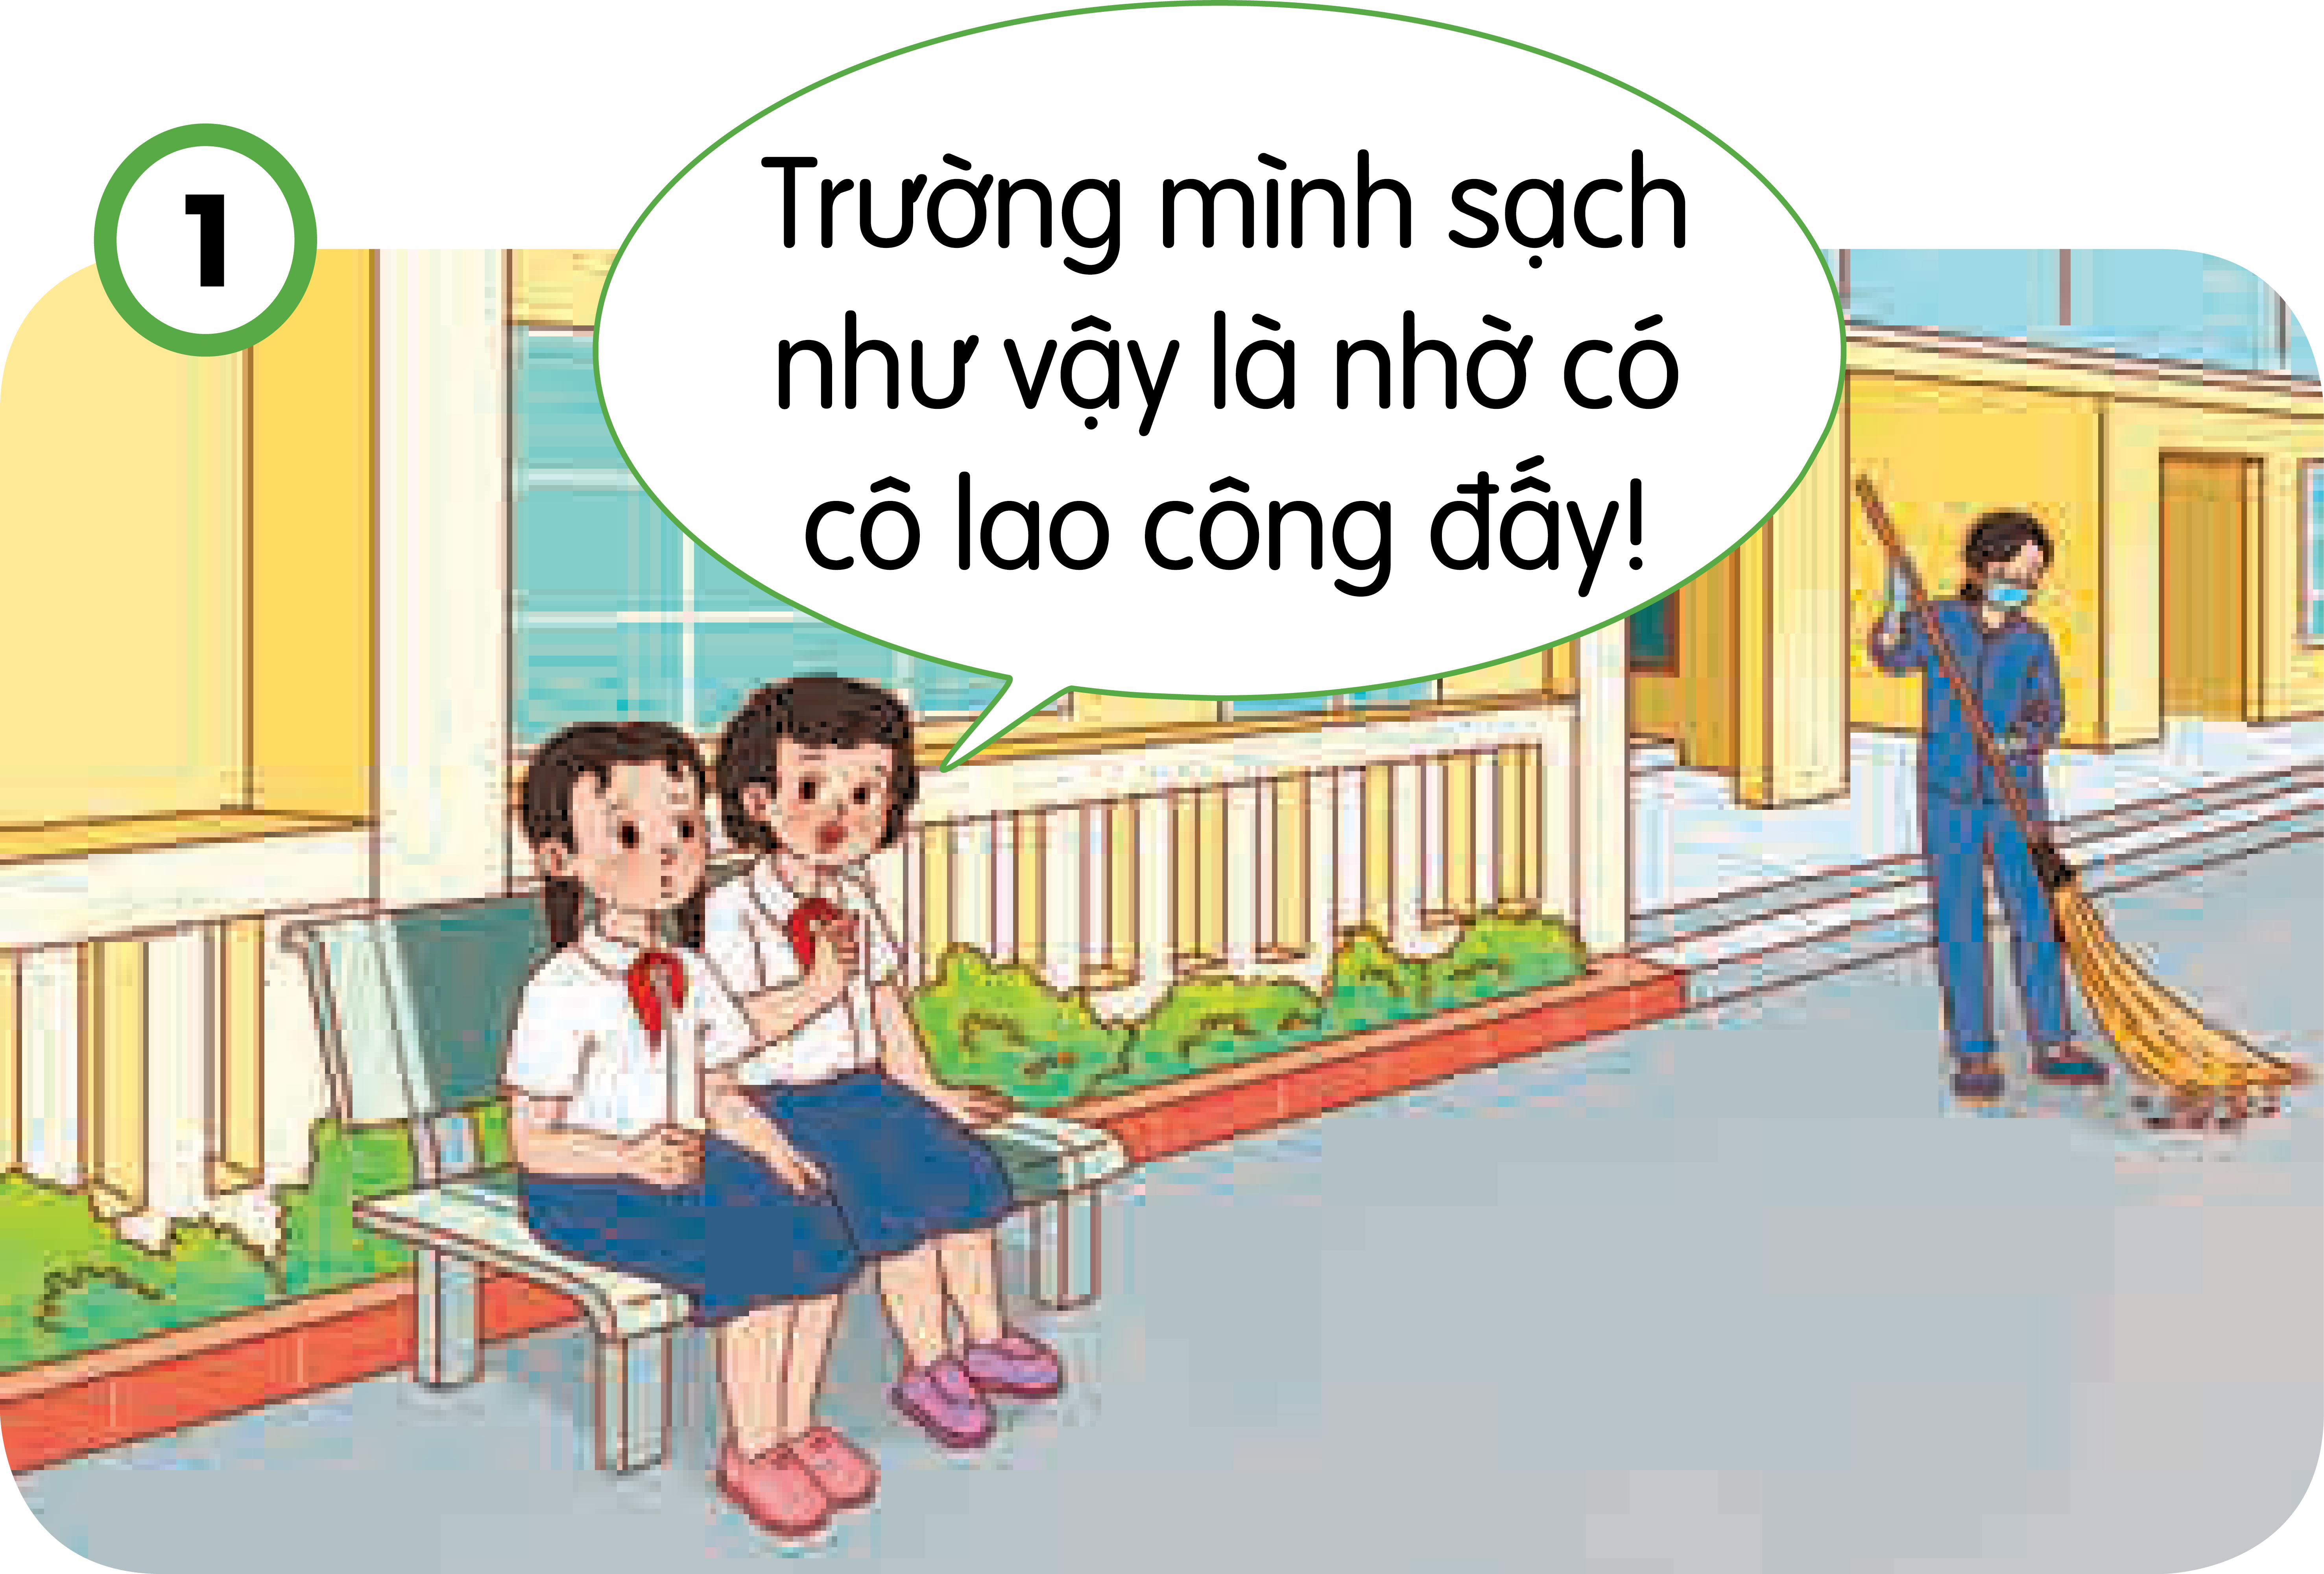 1
Trường mình sạch
như vậy là nhờ có
cô lao công đấy!